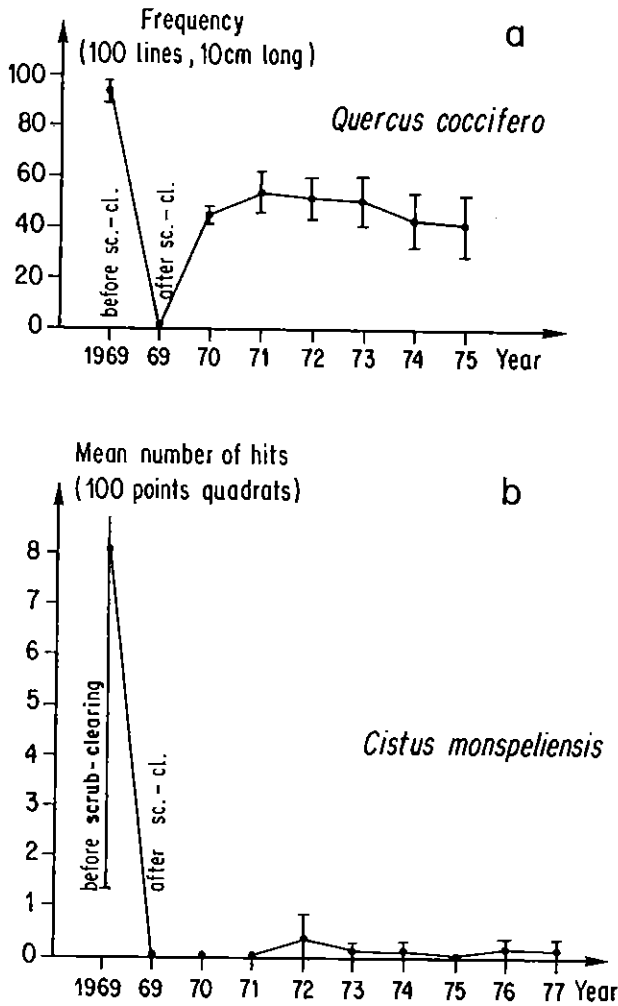 Frequency
(100 lines, 10cm long)
a
100
80
60
40
20
0
Quercus coccifero
before sc.-cl.
after sc.-cl.
1969 69 70 71 72 73 74 75 Year
Mean number of hits
(100 points quadrats)
b
8
7
6
5
4
3
2
1
0
Cistus monspeliensis
before scrub-clearing
after sc.-cl.
1969 69 70 71 72 73 74 75 76 77 Year